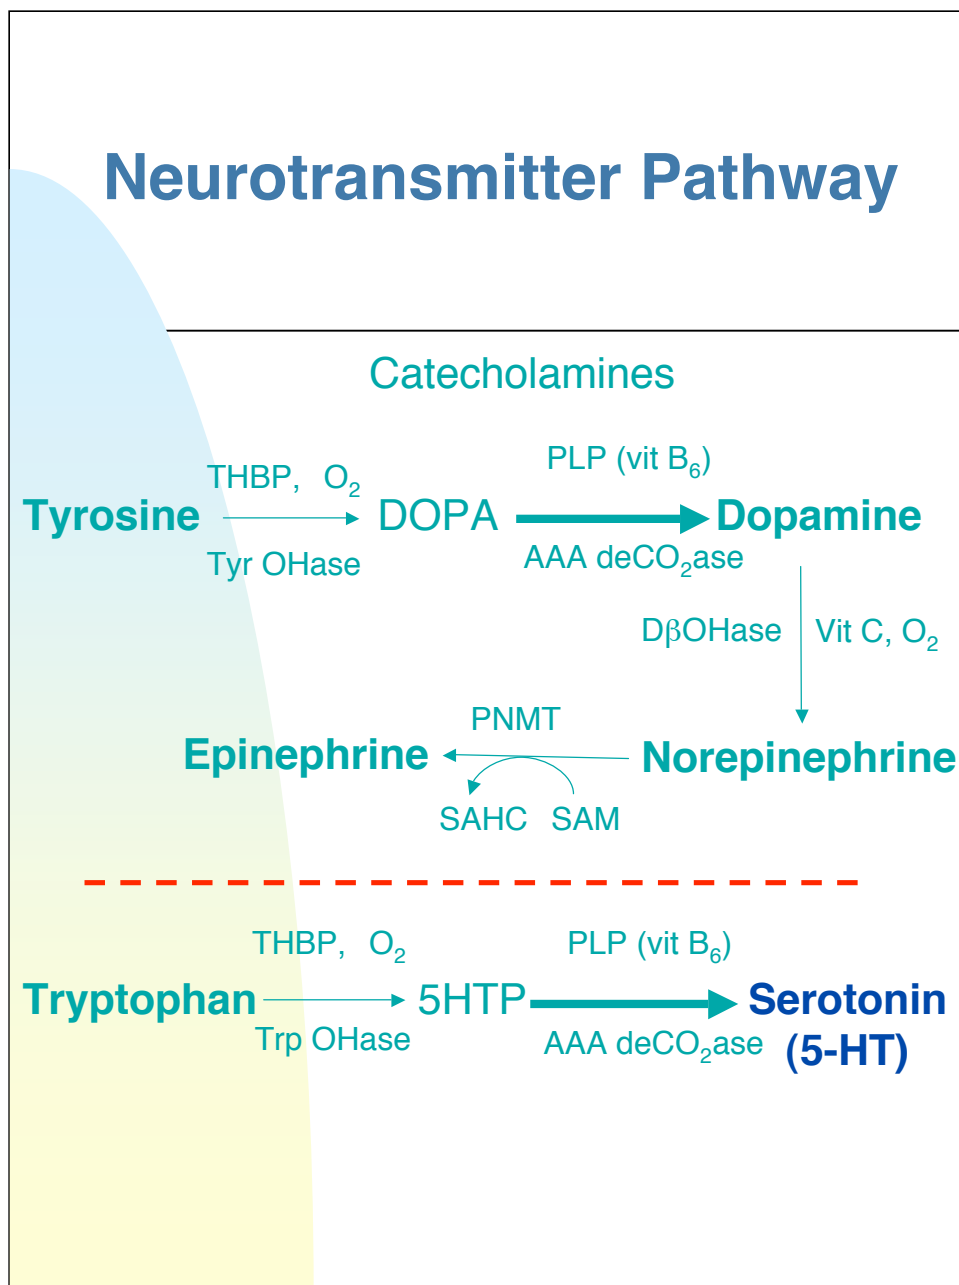 Neurotransmitter Pathway
Catecholamines
THBP, O₂
PLP (vit B₆)
Tyrosine
DOPA
Dopamine
Tyr OHase
AAA deCO₂ase
DβOHase
Vit C, O₂
PNMT
Epinephrine
Norepinephrine
SAHC SAM
THBP, O₂
PLP (vit B₆)
Tryptophan
5HTP
Serotonin
(5-HT)
Trp OHase
AAA deCO₂ase